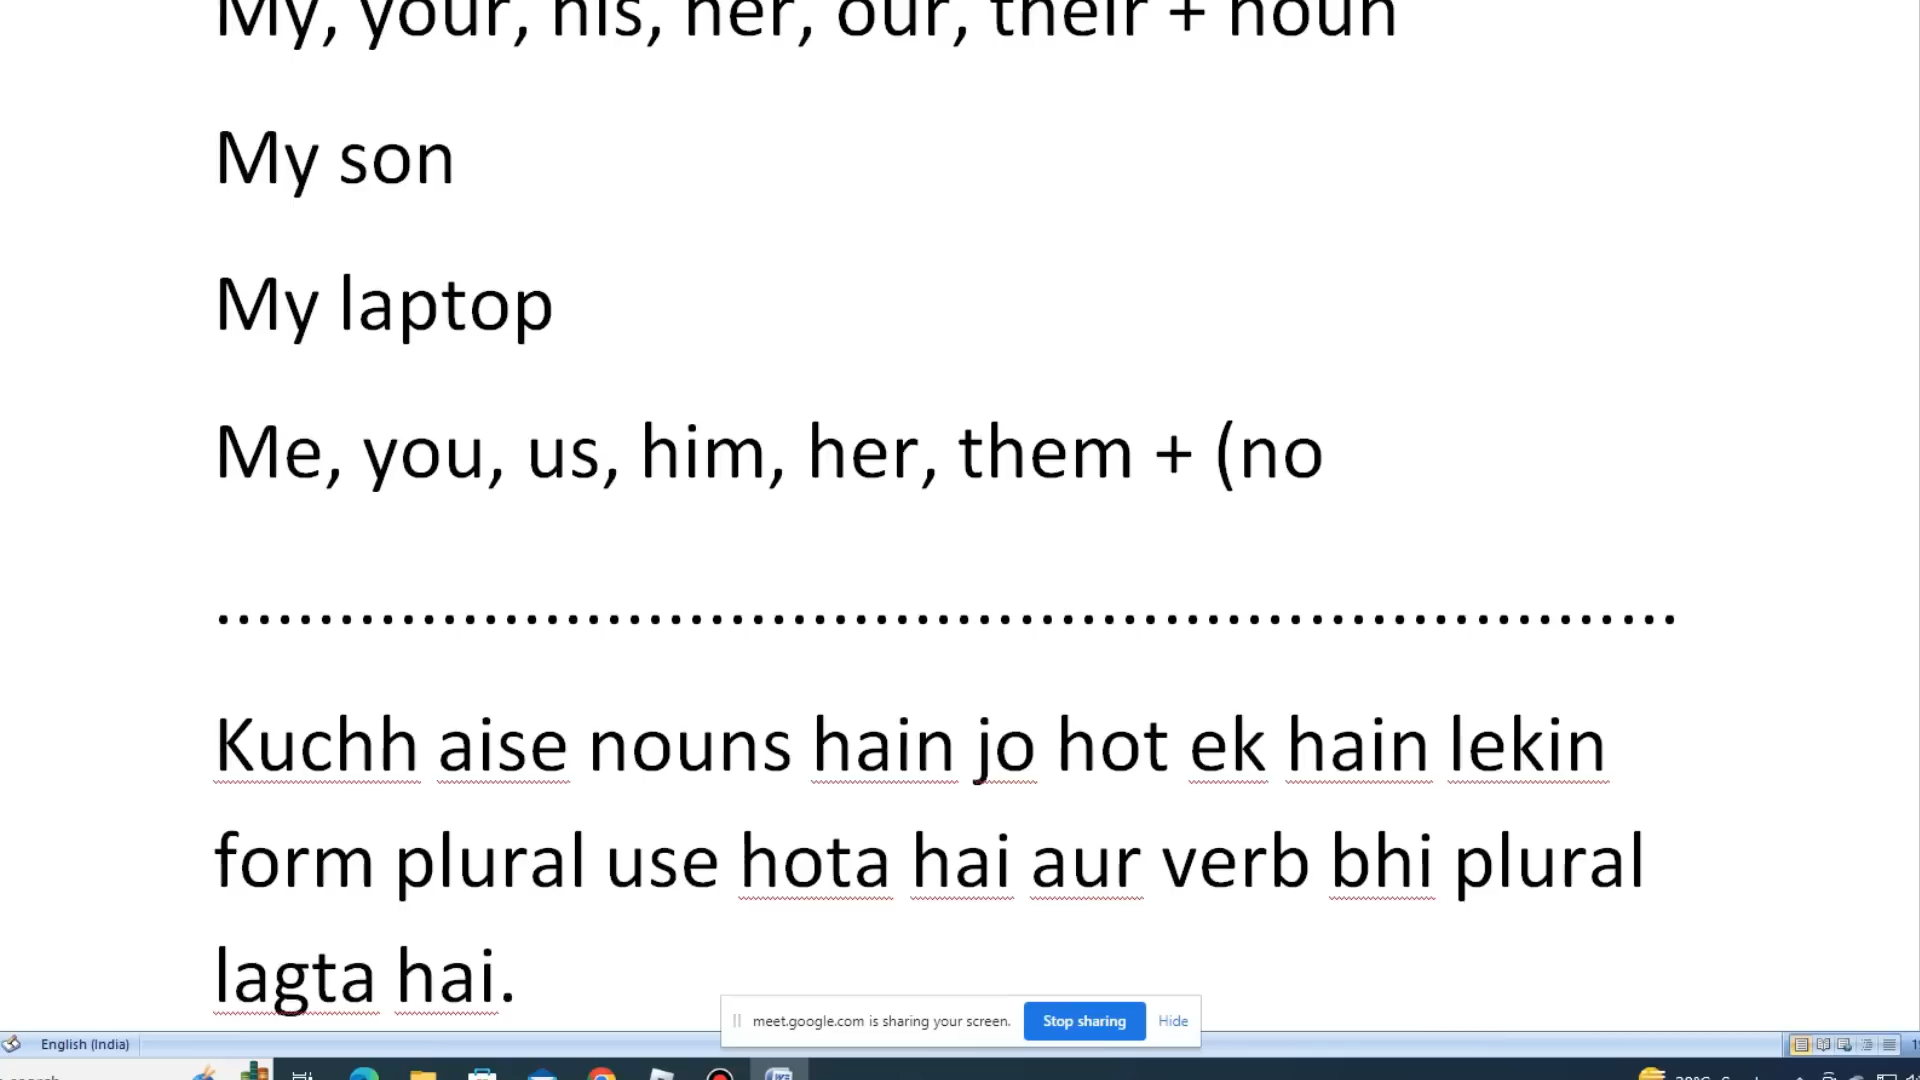 My, your, his, her, our, their + noun
My son
My laptop
Me, you, us, him, her, them + (no
................................................................................
Kuchh aise nouns hain jo hot ek hain lekin
form plural use hota hai aur verb bhi plural
lagta hai.
meet.google.com is sharing your screen. Stop sharing Hide
English (India)